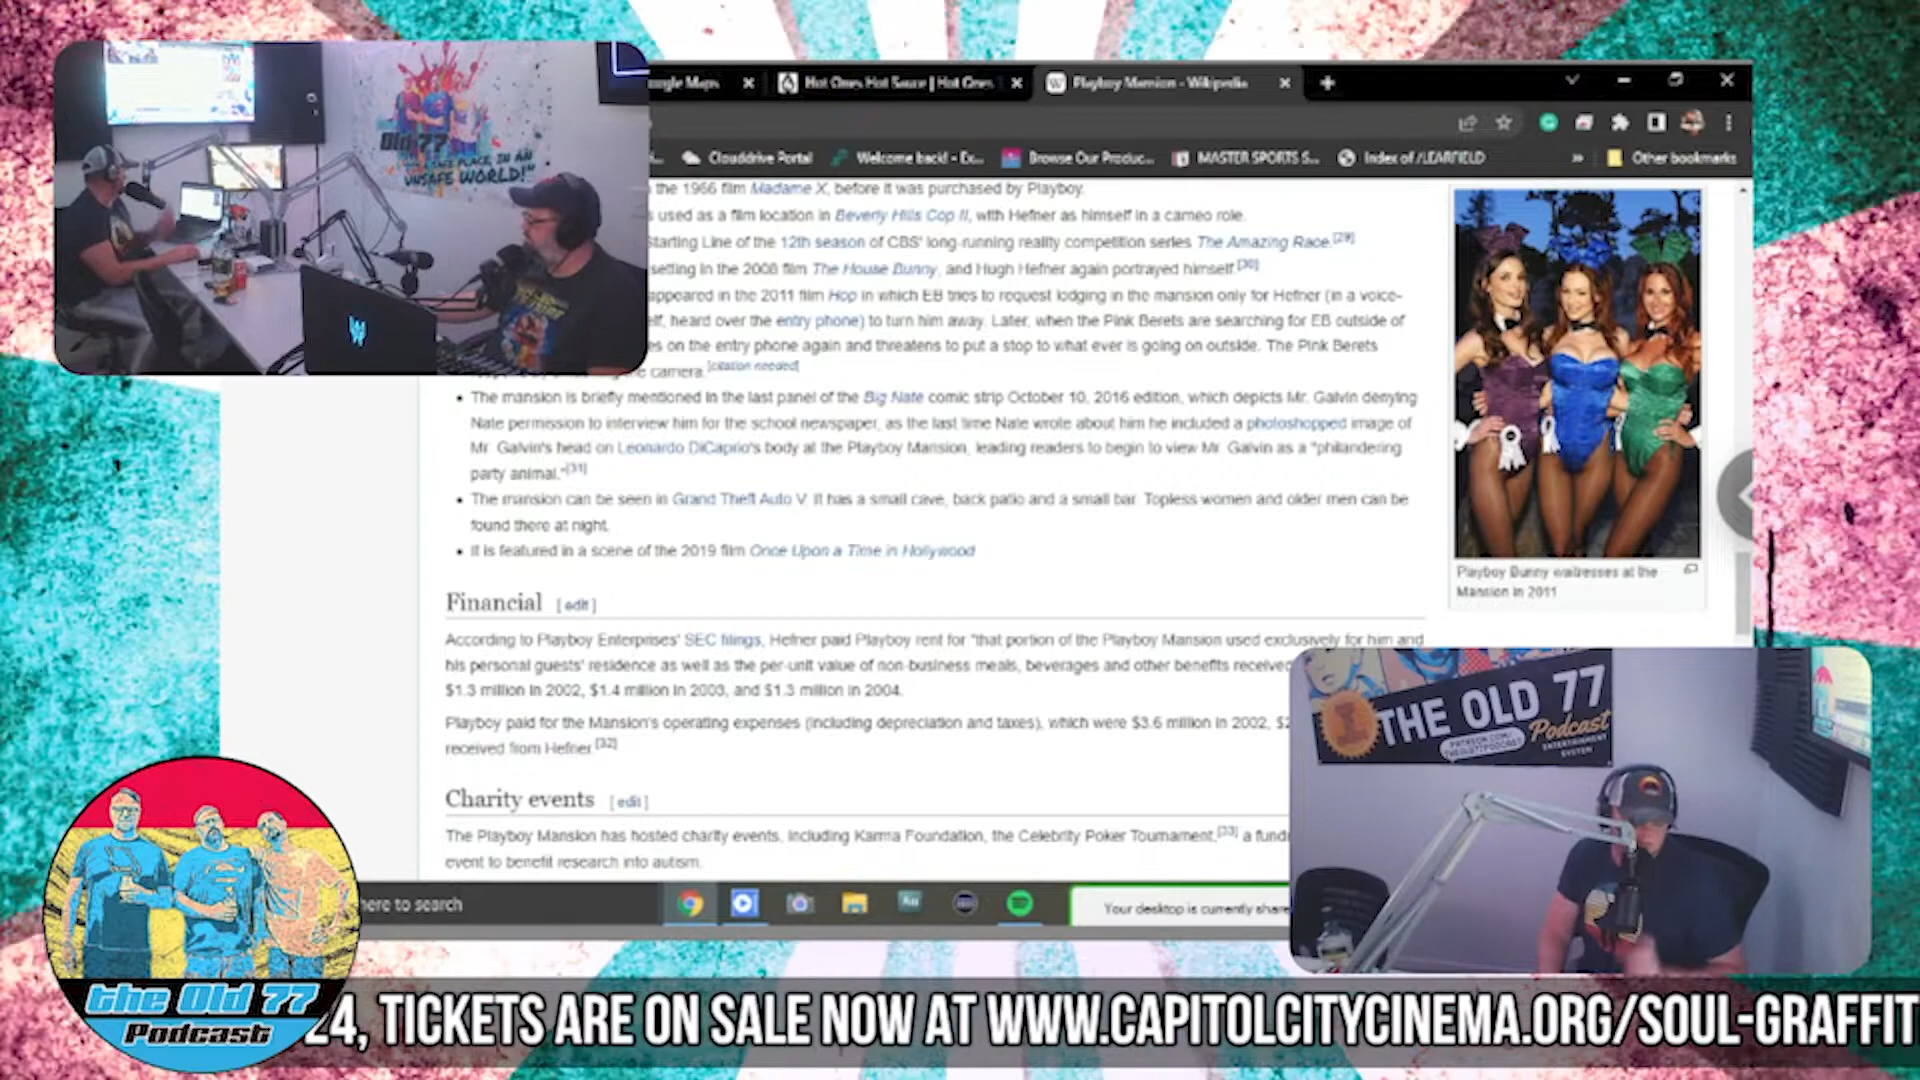 Old 77
PLACE IN AN
UNSAFE WORLD!"
oogle Maps
Hot Ones Hot Sauce | Hot Ones
W
Playboy Mansion - Wikipedia
Clouddrive Portal
Welcome back! - Ex...
Browse Our Produc...
MASTER SPORTS S...
Index of /LEARFIELD
»
Other bookmarks
the 1966 film Madame X, before it was purchased by Playboy.
used as a film location in Beverly Hills Cop II, with Hefner as himself in a cameo role.
Starting Line of the 12th season of CBS' long-running reality competition series The Amazing Race.[29]
setting in the 2008 film The House Bunny, and Hugh Hefner again portrayed himself.[30]
appeared in the 2011 film Hop in which EB tries to request lodging in the mansion only for Hefner (in a voice-
elf, heard over the entry phone) to turn him away. Later, when the Pink Berets are searching for EB outside of
es on the entry phone again and threatens to put a stop to what ever is going on outside. The Pink Berets
camera.[citation needed]
• The mansion is briefly mentioned in the last panel of the Big Nate comic strip October 10, 2016 edition, which depicts Mr. Galvin denying
Nate permission to interview him for the school newspaper, as the last time Nate wrote about him he included a photoshopped image of
Mr. Galvin's head on Leonardo DiCaprio's body at the Playboy Mansion, leading readers to begin to view Mr. Galvin as a "philandering
party animal."[31]
• The mansion can be seen in Grand Theft Auto V. It has a small cave, back patio and a small bar. Topless women and older men can be
found there at night.
• It is featured in a scene of the 2019 film Once Upon a Time in Hollywood
Playboy Bunny waitresses at the
Mansion in 2011
Financial [ edit ]
According to Playboy Enterprises' SEC filings, Hefner paid Playboy rent for "that portion of the Playboy Mansion used exclusively for him and
his personal guests' residence as well as the per-unit value of non-business meals, beverages and other benefits received
$1.3 million in 2002, $1.4 million in 2003, and $1.3 million in 2004.
Playboy paid for the Mansion's operating expenses (including depreciation and taxes), which were $3.6 million in 2002, $2
received from Hefner.[32]
Charity events [ edit ]
The Playboy Mansion has hosted charity events, including Karma Foundation, the Celebrity Poker Tournament,[33] a fund
event to benefit research into autism.
here to search
Au
Your desktop is currently share
THE OLD 77
Podcast
PATREON.COM/
THEOLD77PODCAST
ENTERTAINMENT
SYSTEM
the Old 77
Podcast
24, TICKETS ARE ON SALE NOW AT WWW.CAPITOLCITYCINEMA.ORG/SOUL-GRAFFIT